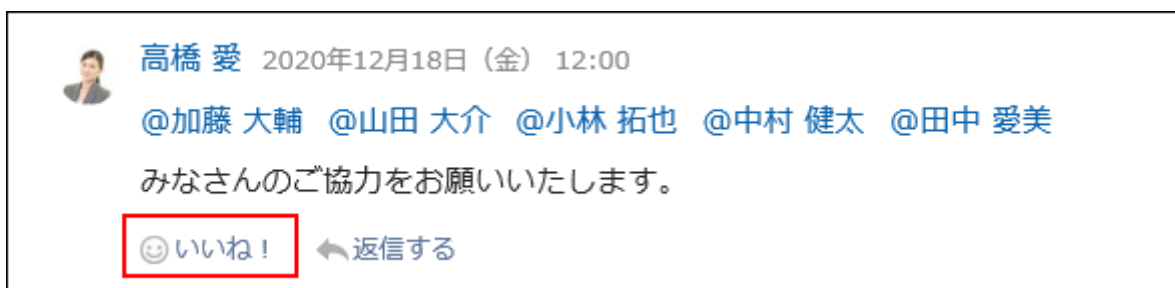 高橋 愛 2020年12月18日（金） 12:00
@加藤 大輔 @山田 大介 @小林 拓也 @中村 健太 @田中 愛美
みなさんのご協力をお願いいたします。
いいね！ 返信する